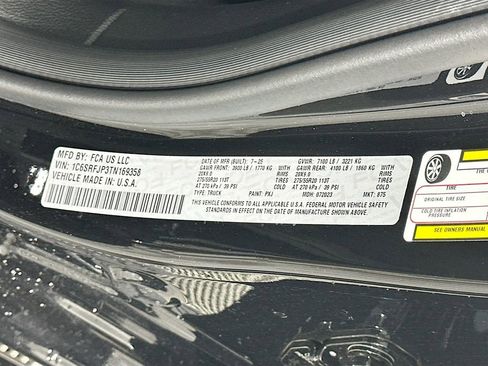 MFD BY: FCA US LLC
VIN: 1C6SRFJP3TN169358
VEHICLE MADE IN U.S.A.
DATE OF MFR (BUILT): 7-25
GAWR FRONT: 3900 LB / 1770 KG
20X9.0 RIMS
275/55R20 113T TIRES
AT 270 kPa / 39 PSI
TYPE: TRUCK
PAINT: PXJ
GVWR: 7100 LB / 3221 KG
GAWR REAR: 4100 LB / 1860 KG
20X9.0 RIMS
275/55R20 113T TIRES
AT 270 kPa / 39 PSI
MDH: 072023
MKT: 875
THIS VEHICLE CONFORMS TO ALL APPLICABLE U.S.A. FEDERAL MOTOR VEHICLE SAFETY
STANDARDS IN EFFECT ON THE DATE OF MANUFACTURE SHOWN ABOVE
TIRE
ORIGINAL TIRE SIZE
COLD TIRE INFLATION
PRESSURE
SEE OWNERS MANUAL